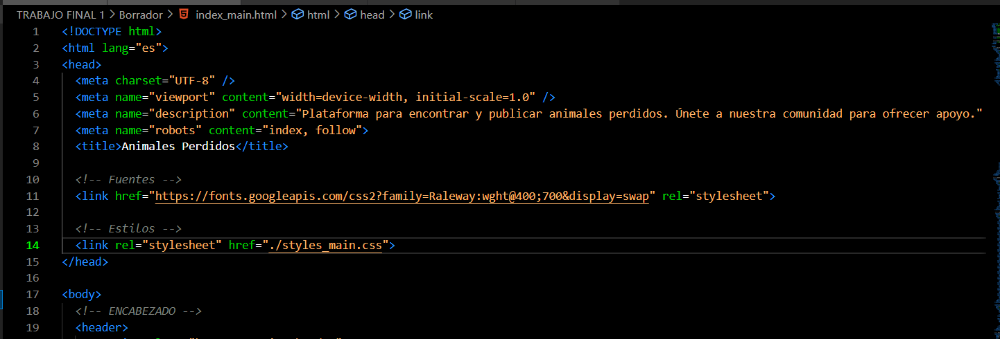 TRABAJO FINAL 1 > Borrador > index_main.html > html > head > link
1 <!DOCTYPE html>
2 <html lang="es">
3 <head>
4 <meta charset="UTF-8" />
5 <meta name="viewport" content="width=device-width, initial-scale=1.0" />
6 <meta name="description" content="Plataforma para encontrar y publicar animales perdidos. Únete a nuestra comunidad para ofrecer apoyo."
7 <meta name="robots" content="index, follow">
8 <title>Animales Perdidos</title>
9
10 <!-- Fuentes -->
11 <link href="https://fonts.googleapis.com/css2?family=Raleway:wght@400;700&display=swap" rel="stylesheet">
12
13 <!-- Estilos -->
14 <link rel="stylesheet" href="./styles_main.css">
15 </head>
16
17 <body>
18 <!-- ENCABEZADO -->
19 <header>